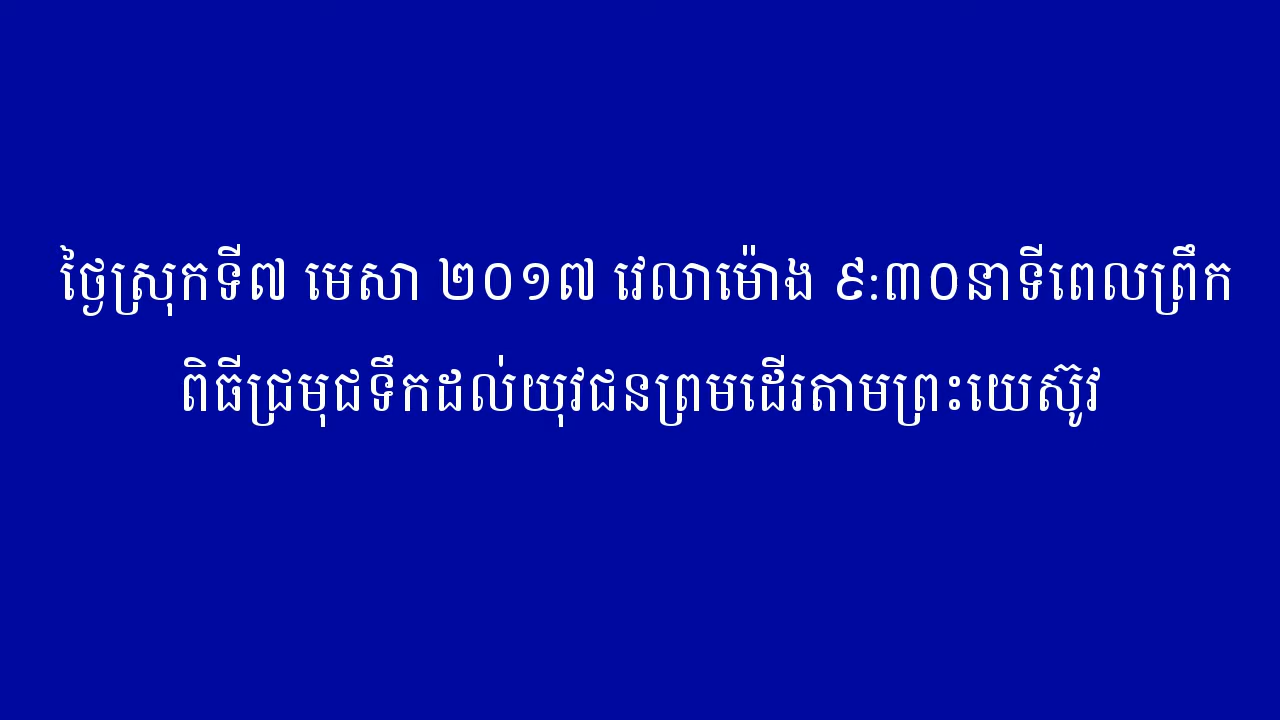 ថ្ងៃស្រុកទី៧ មេសា ២០១៧ វេលាម៉ោង ៩:៣០នាទីពេលព្រឹក
ពិធីជ្រមុជទឹកដល់យុវជនព្រមដើរតាមព្រះយេស៊ូវ